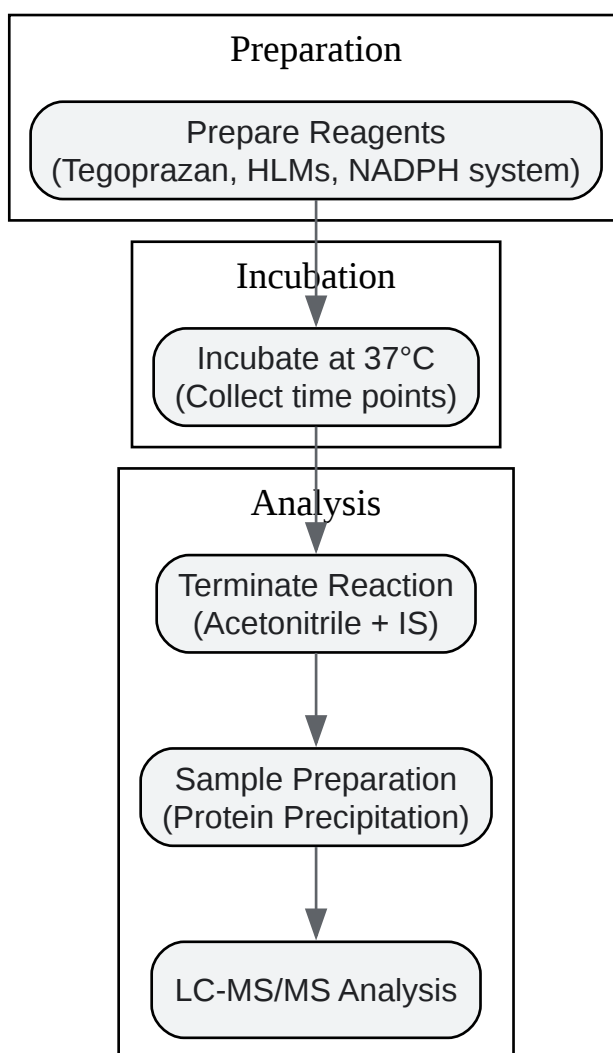 Preparation
Prepare Reagents
(Tegoprazan, HLMs, NADPH system)
Incubation
Incubate at 37°C
(Collect time points)
Analysis
Terminate Reaction
(Acetonitrile + IS)
Sample Preparation
(Protein Precipitation)
LC-MS/MS Analysis